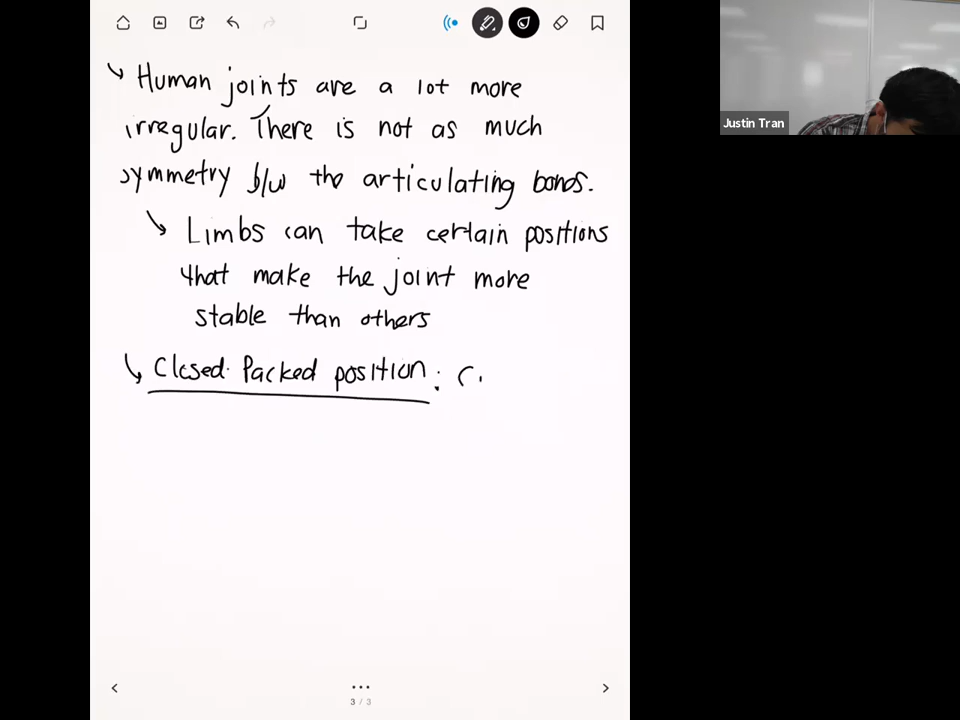 ↳ Human joints are a lot more
irregular. There is not as much
symmetry b/w the articulating bones.
↳ Limbs can take certain positions
that make the joint more
stable than others
↳ Closed-Packed position: C
3 / 3
Justin Tran